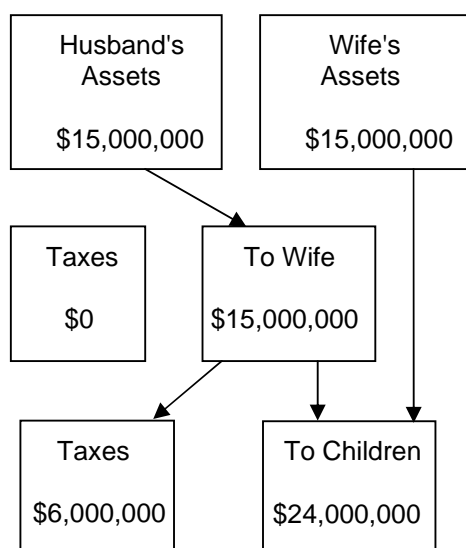 Husband's
Assets
$15,000,000
Wife's
Assets
$15,000,000
Taxes
$0
To Wife
$15,000,000
Taxes
$6,000,000
To Children
$24,000,000